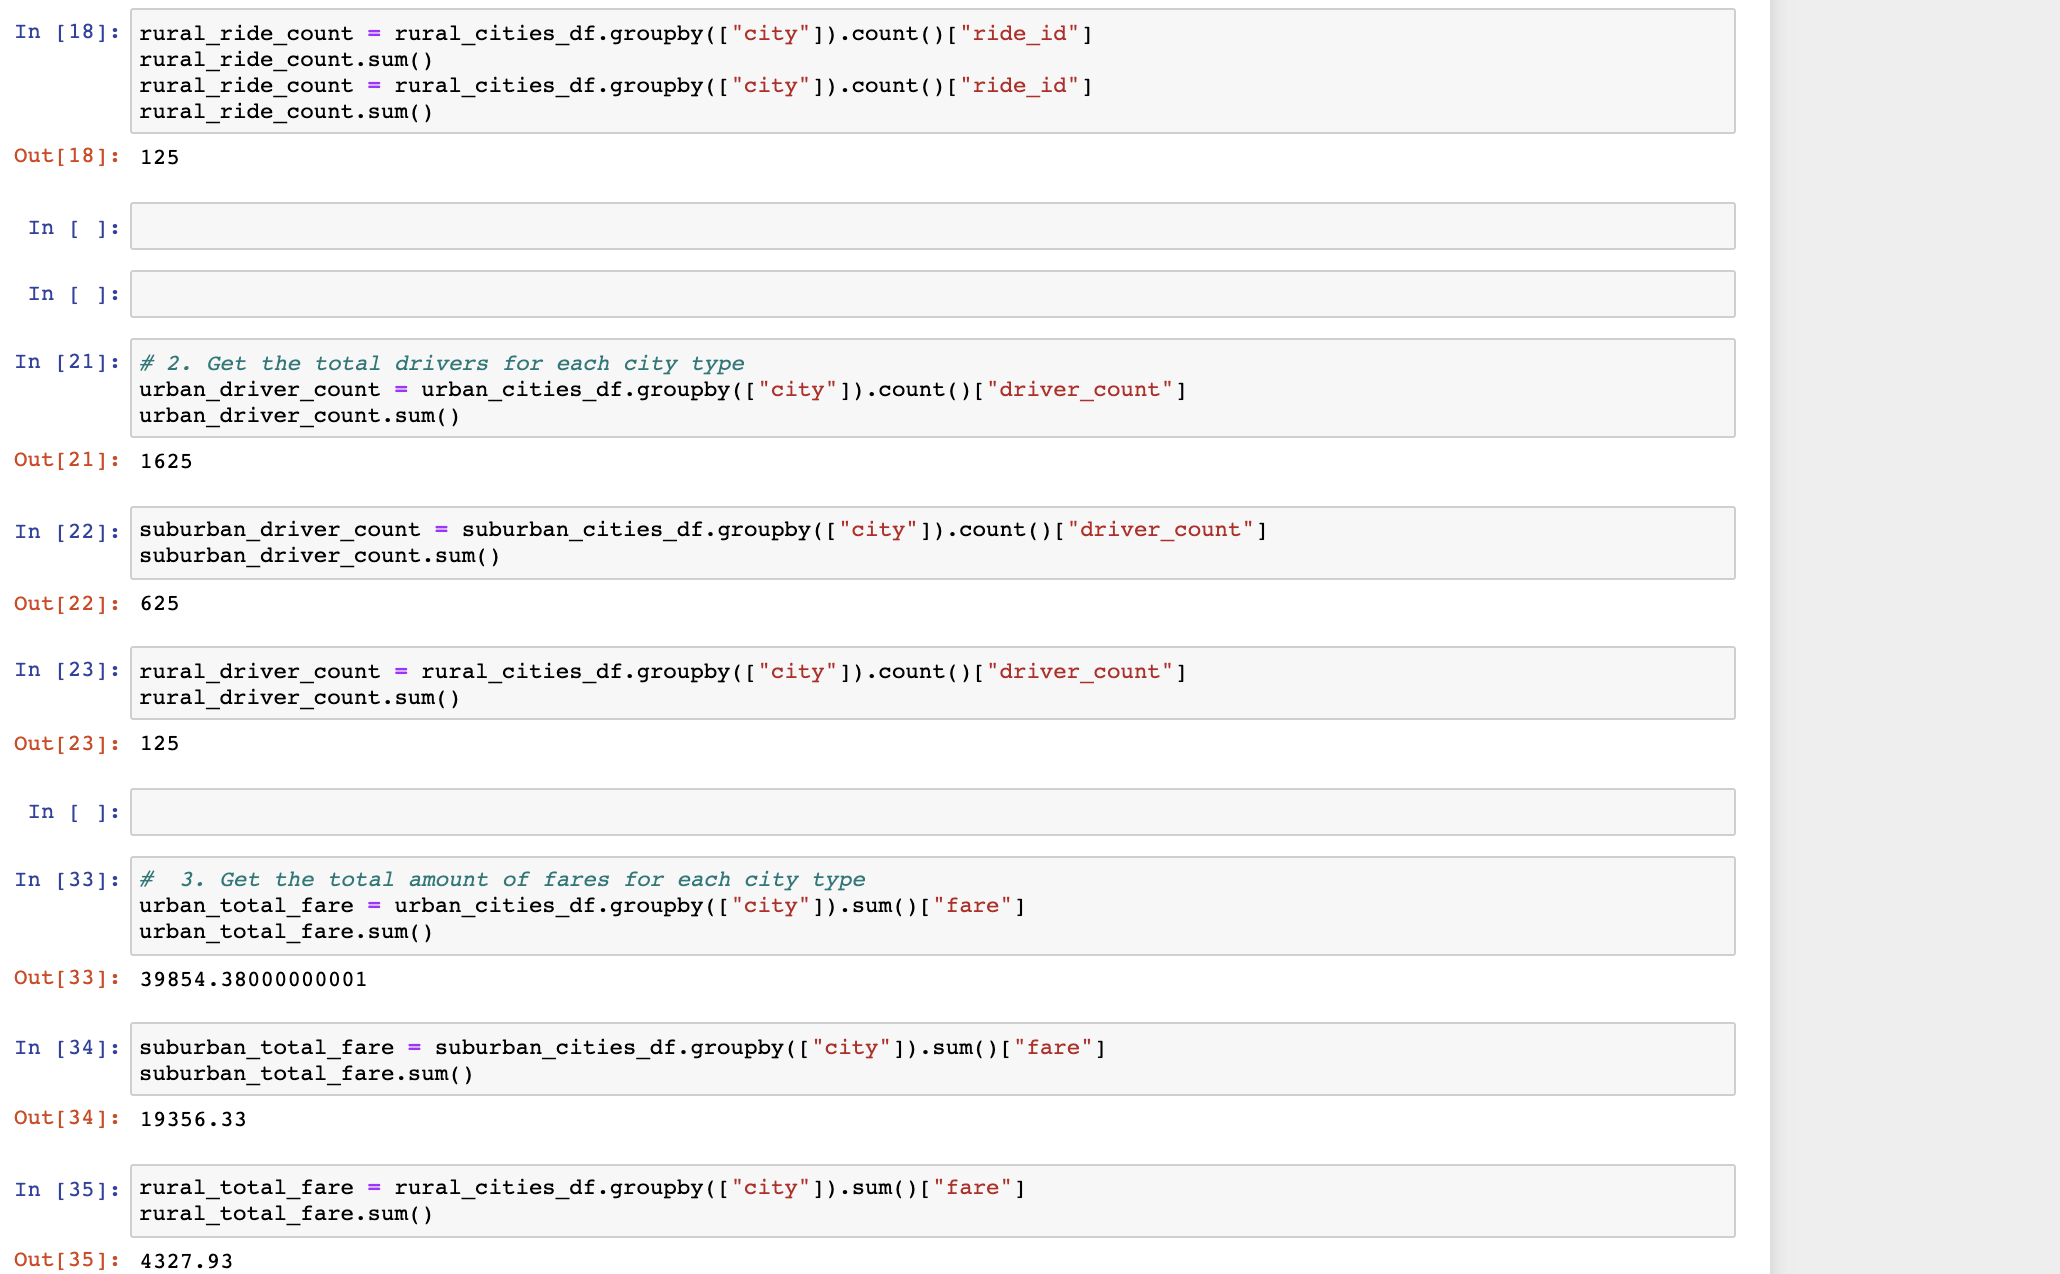 In [18]: rural_ride_count = rural_cities_df.groupby(["city"]).count()["ride_id"]
rural_ride_count.sum()
rural_ride_count = rural_cities_df.groupby(["city"]).count()["ride_id"]
rural_ride_count.sum()
Out[18]: 125
In [ ]:
In [ ]:
In [21]: # 2. Get the total drivers for each city type
urban_driver_count = urban_cities_df.groupby(["city"]).count()["driver_count"]
urban_driver_count.sum()
Out[21]: 1625
In [22]: suburban_driver_count = suburban_cities_df.groupby(["city"]).count()["driver_count"]
suburban_driver_count.sum()
Out[22]: 625
In [23]: rural_driver_count = rural_cities_df.groupby(["city"]).count()["driver_count"]
rural_driver_count.sum()
Out[23]: 125
In [ ]:
In [33]: #  3. Get the total amount of fares for each city type
urban_total_fare = urban_cities_df.groupby(["city"]).sum()["fare"]
urban_total_fare.sum()
Out[33]: 39854.38000000001
In [34]: suburban_total_fare = suburban_cities_df.groupby(["city"]).sum()["fare"]
suburban_total_fare.sum()
Out[34]: 19356.33
In [35]: rural_total_fare = rural_cities_df.groupby(["city"]).sum()["fare"]
rural_total_fare.sum()
Out[35]: 4327.93